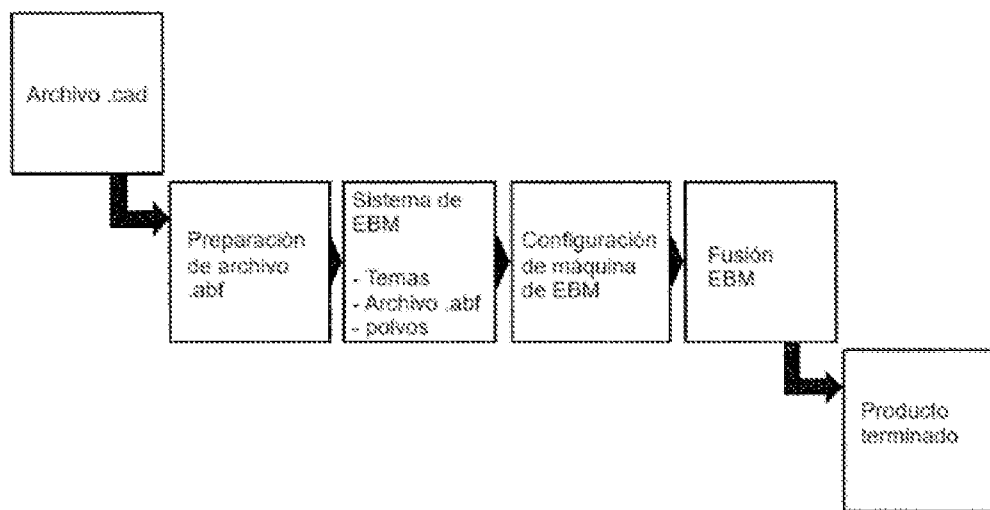 Archivo .cad
Preparación
de archivo
.abf
Sistema de
EBM
- Temas
- Archivo .abf
- polvos
Configuración
de máquina
de EBM
Fusión
EBM
Producto
terminado